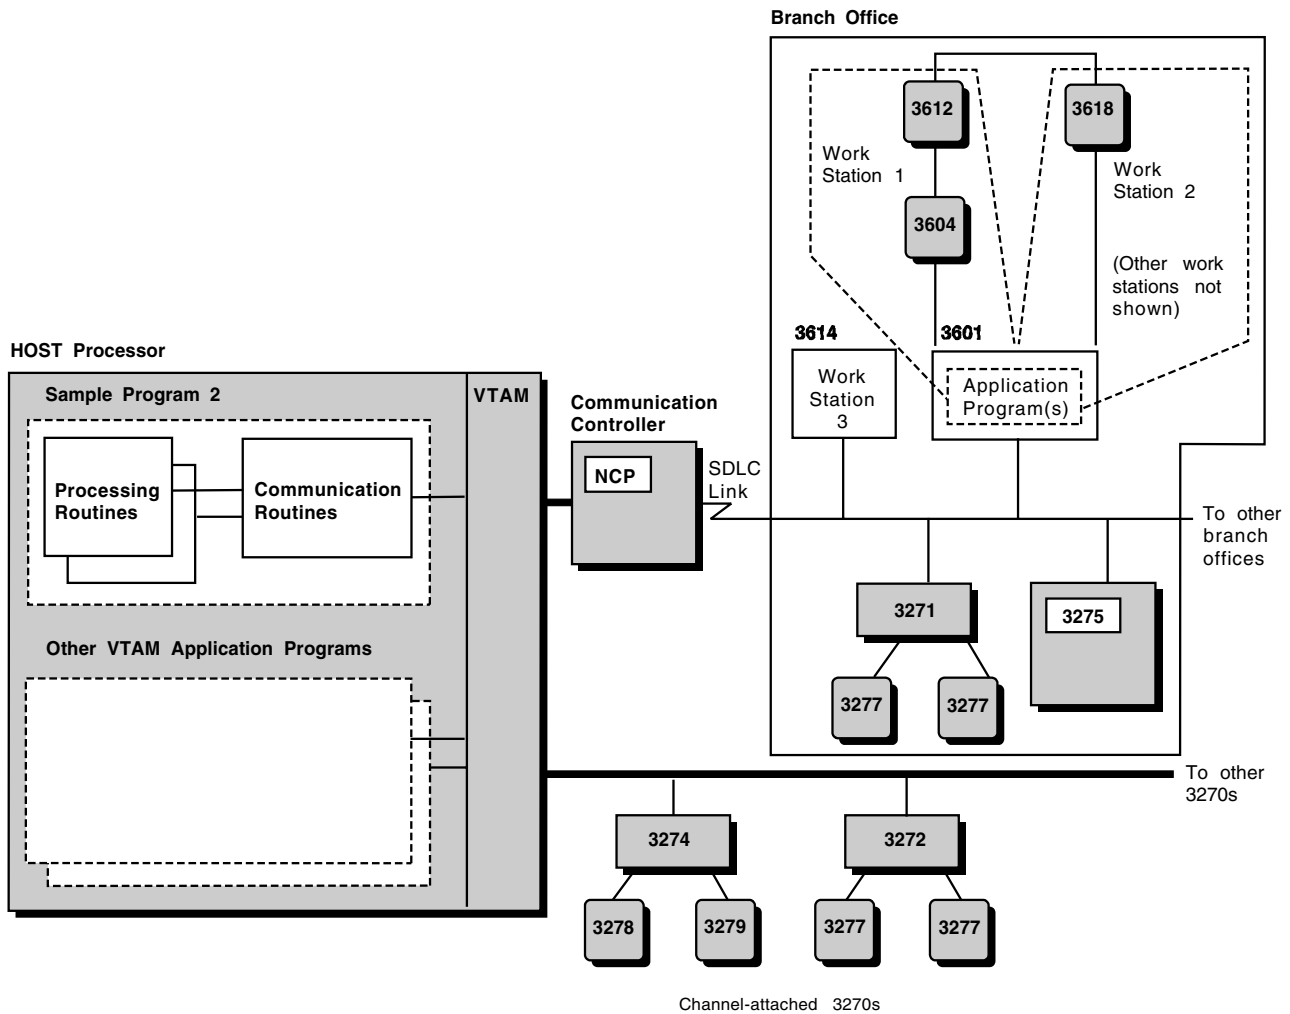 Branch Office
3612
3618
Work
Station 1
Work
Station 2
3604
(Other work
stations not
shown)
3614
3601
Work
Station
3
Application
Program(s)
HOST Processor
Sample Program 2
VTAM
Processing
Routines
Communication
Routines
Communication
Controller
NCP
SDLC
Link
To other
branch
offices
3271
3275
3277
3277
Other VTAM Application Programs
To other
3270s
3274
3272
3278
3279
3277
3277
Channel-attached 3270s